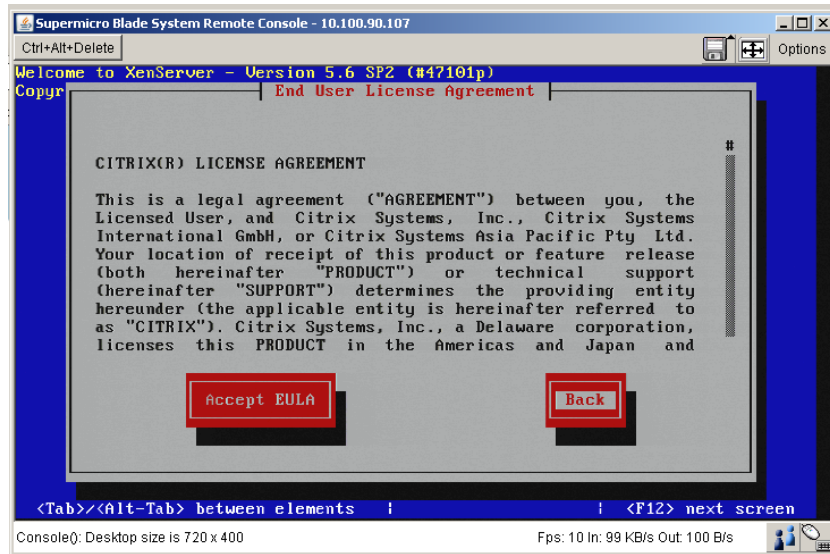 Supermicro Blade System Remote Console - 10.100.90.107
Ctrl+Alt+Delete
Options
Welcome to XenServer - Version 5.6 SP2 (#47101p)
Copyr
End User License Agreement
#
CITRIX(R) LICENSE AGREEMENT
This is a legal agreement ("AGREEMENT") between you, the
Licensed User, and Citrix Systems, Inc., Citrix Systems
International GmbH, or Citrix Systems Asia Pacific Pty Ltd.
Your location of receipt of this product or feature release
(both hereinafter "PRODUCT") or technical support
(hereinafter "SUPPORT") determines the providing entity
hereunder (the applicable entity is hereinafter referred to
as "CITRIX"). Citrix Systems, Inc., a Delaware corporation,
licenses this PRODUCT in the Americas and Japan and
Accept EULA
Back
<Tab>/<Alt-Tab> between elements | | <F12> next screen
Console(): Desktop size is 720 x 400
Fps: 10 In: 99 KB/s Out: 100 B/s